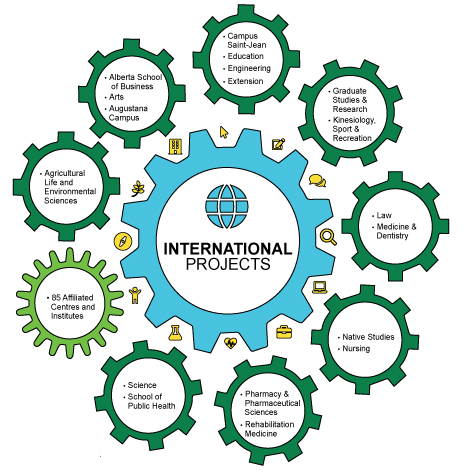 • Campus
Saint-Jean
• Education
• Engineering
• Extension
• Graduate
Studies &
Research
• Kinesiology,
Sport &
Recreation
• Law
• Medicine &
Dentistry
• Native Studies
• Nursing
• Pharmacy &
Pharmaceutical
Sciences
• Rehabilitation
Medicine
• Science
• School of
Public Health
• 85 Affiliated
Centres and
Institutes
• Agricultural
Life and
Environmental
Sciences
• Alberta School
of Business
• Arts
• Augustana
Campus
INTERNATIONAL
PROJECTS